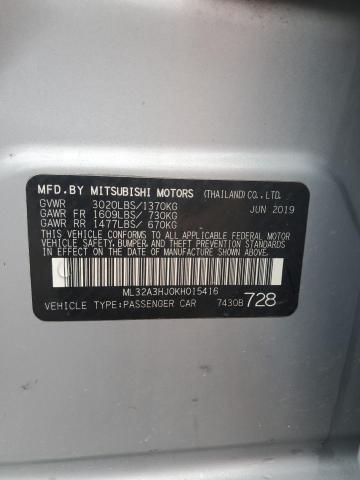 MFD. BY MITSUBISHI MOTORS (THAILAND) CO., LTD.
GVWR 3020LBS/1370KG JUN 2019
GAWR FR 1609LBS/ 730KG
GAWR RR 1477LBS/ 670KG
THIS VEHICLE CONFORMS TO ALL APPLICABLE FEDERAL MOTOR
VEHICLE SAFETY, BUMPER, AND THEFT PREVENTION STANDARDS
IN EFFECT ON THE DATE OF MANUFACTURE SHOWN ABOVE.
ML32A3HJ0KH015416
VEHICLE TYPE:PASSENGER CAR 7430B 728